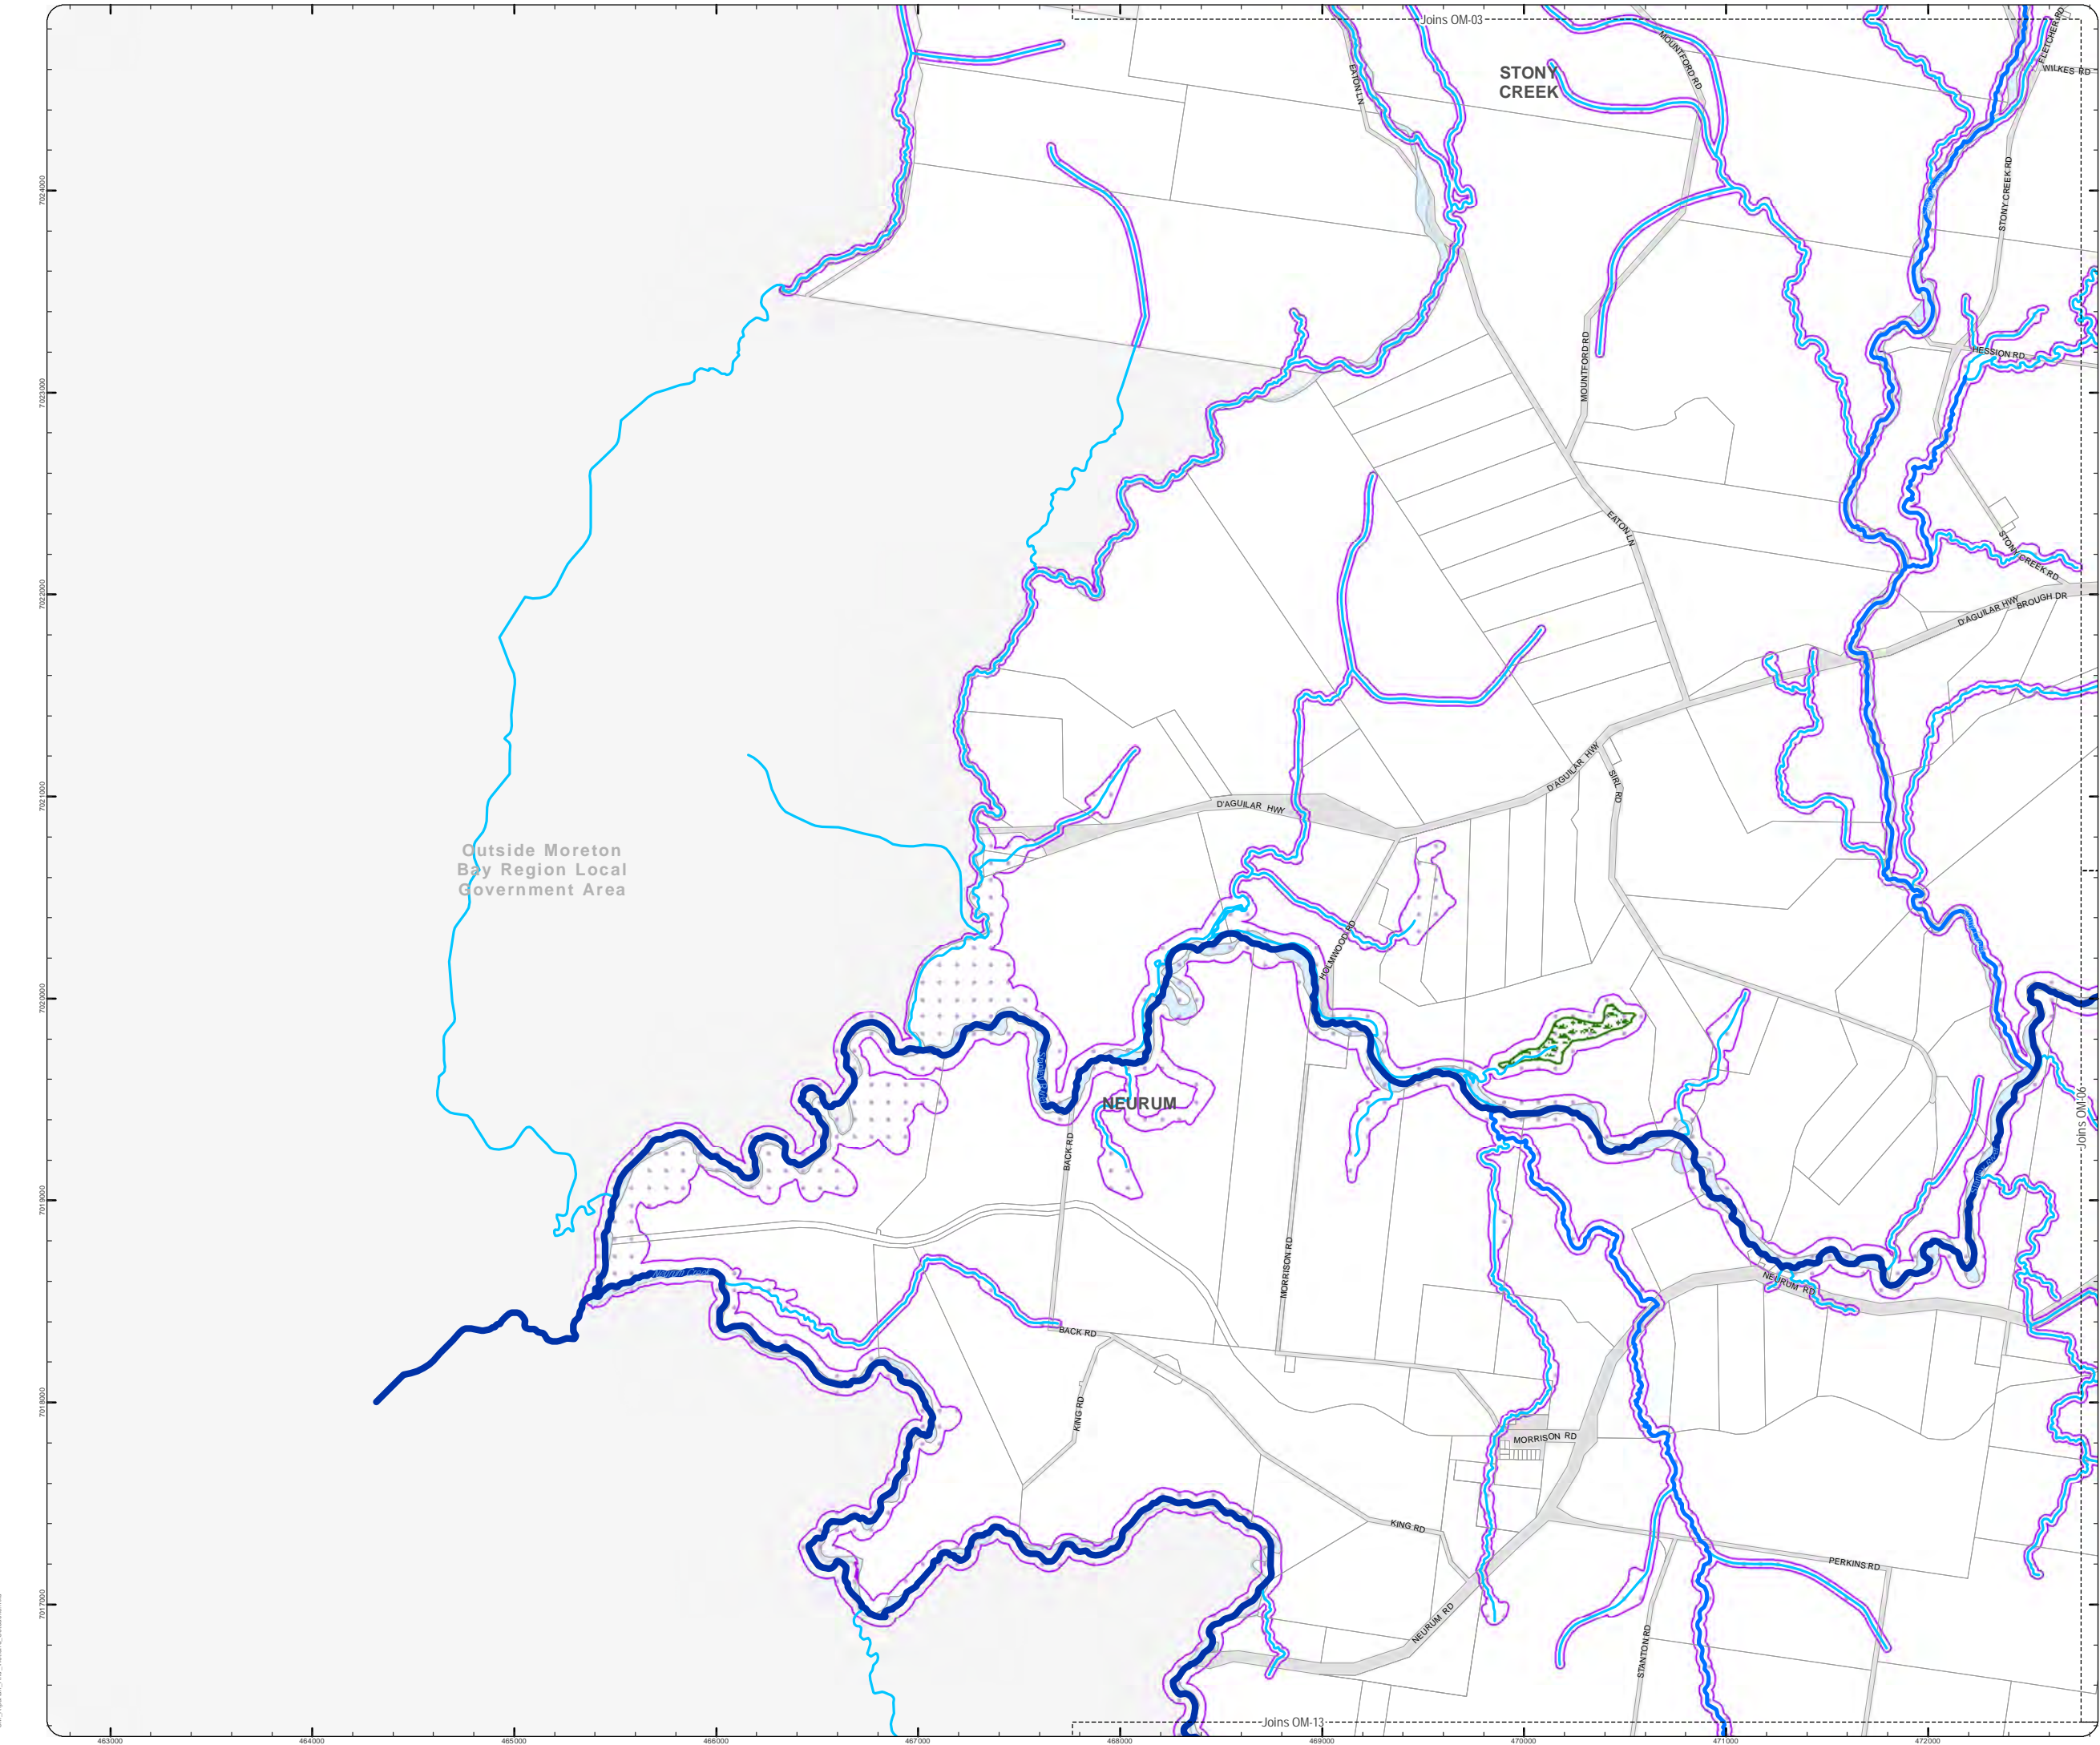 Joins OM-03
STONY
CREEK
MOUNTFORD RD
FLETCHER RD
WILKES RD
EATON LN
STONY CREEK RD
7024000
HESSION RD
MOUNTFORD RD
7023000
EATON LN
STONY CREEK RD
7022000
D'AGUILAR HWY
BROUGH DR
D'AGUILAR HWY
SIRL RD
7021000
D'AGUILAR HWY
Outside Moreton
Bay Region Local
Government Area
HOLMWOOD RD
7020000
NEURUM
Joins OM-06
BACK RD
7019000
MORRISON RD
Neurum Creek
NEURUM RD
BACK RD
KING RD
7018000
MORRISON RD
KING RD
PERKINS RD
7017000
NEURUM RD
STANTON RD
Joins OM-13
463000
464000
465000
466000
467000
468000
469000
470000
471000
472000